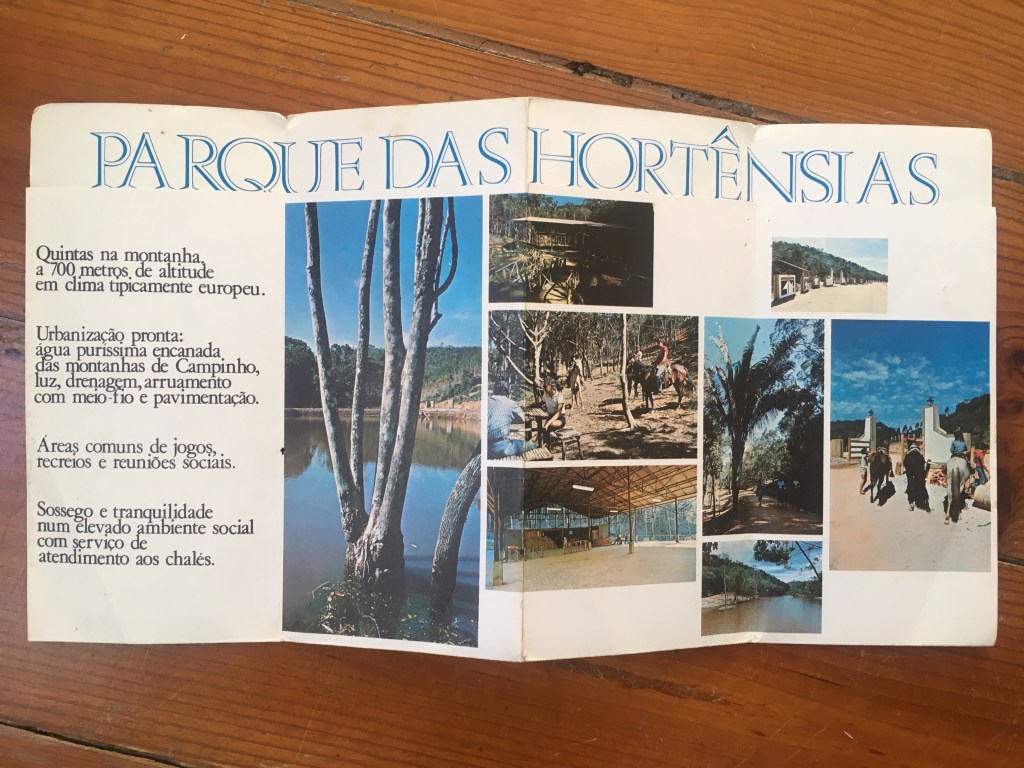 PARQUE DAS HORTÊNSIAS
Quintas na montanha,
a 700 metros de altitude
em clima tipicamente europeu.
Urbanização pronta:
água puríssima encanada
das montanhas de Campinho,
luz, drenagem, arruamento
com meio-fio e pavimentação.
Áreas comuns de jogos,
recreios e reuniões sociais.
Sossego e tranquilidade
num elevado ambiente social
com serviço de
atendimento aos chalés.